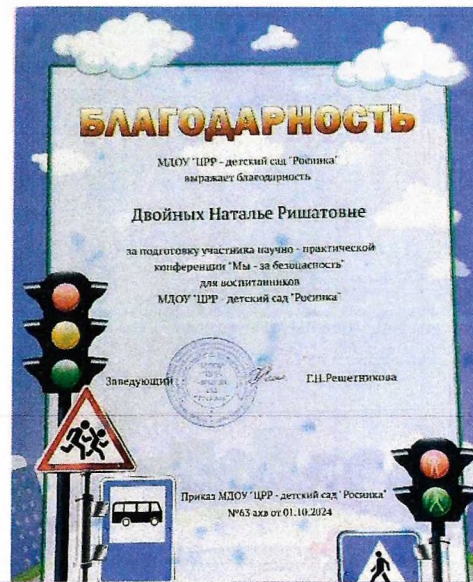 БЛАГОДАРНОСТЬ
МДОУ "ЦРР - детский сад "Росинка"
выражает благодарность
Двойных Наталье Ришатовне
за подготовку участника научно - практической
конференции "Мы - за безопасность"
для воспитанников
МДОУ "ЦРР - детский сад "Росинка"
Заведующий Г.Н.Решетникова
Приказ МДОУ "ЦРР - детский сад "Росинка"
№63 ахв от 01.10.2024